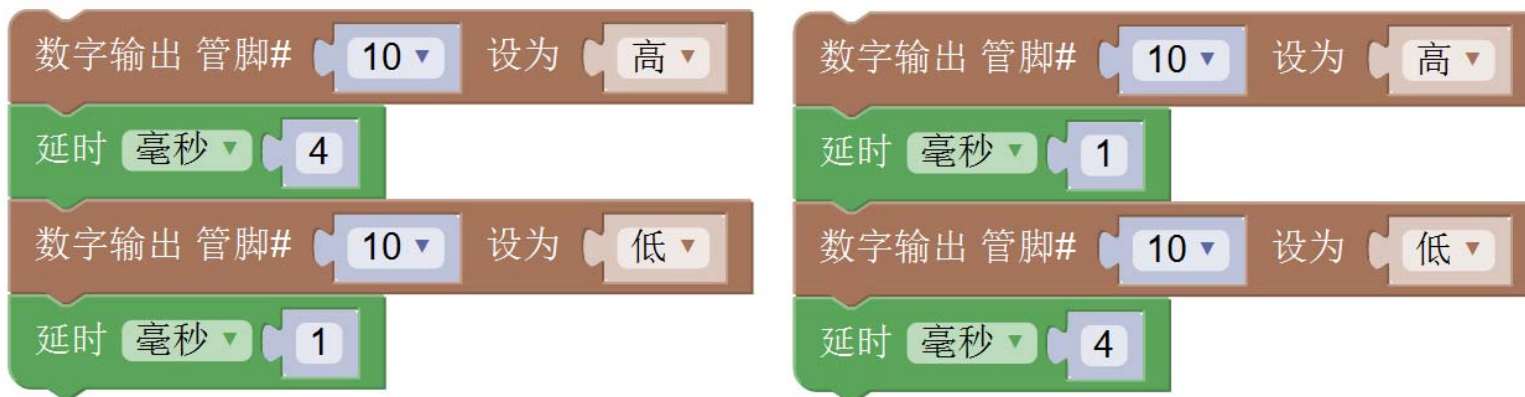 数字输出 管脚# 10 设为 高
延时 毫秒 4
数字输出 管脚# 10 设为 低
延时 毫秒 1
数字输出 管脚# 10 设为 高
延时 毫秒 1
数字输出 管脚# 10 设为 低
延时 毫秒 4